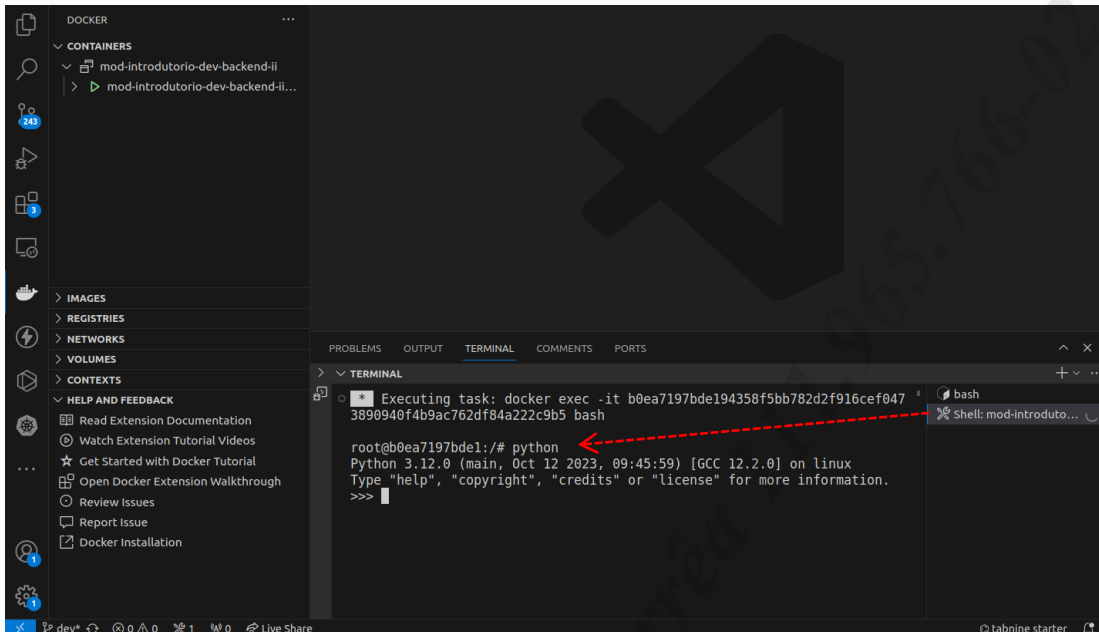 DOCKER
CONTAINERS
mod-introdutorio-dev-backend-ii
mod-introdutorio-dev-backend-ii...
243
3
IMAGES
REGISTRIES
NETWORKS
VOLUMES
CONTEXTS
HELP AND FEEDBACK
Read Extension Documentation
Watch Extension Tutorial Videos
Get Started with Docker Tutorial
Open Docker Extension Walkthrough
Review Issues
Report Issue
Docker Installation
1
1
PROBLEMS OUTPUT TERMINAL COMMENTS PORTS
TERMINAL
* Executing task: docker exec -it b0ea7197bde194358f5bb782d2f916cef047
3890940f4b9ac762df84a222c9b5 bash
root@b0ea7197bde1:/# python
Python 3.12.0 (main, Oct 12 2023, 09:45:59) [GCC 12.2.0] on linux
Type "help", "copyright", "credits" or "license" for more information.
>>>
bash
Shell: mod-introduto...
dev* 0 0 1 0 Live Share
tabnine starter